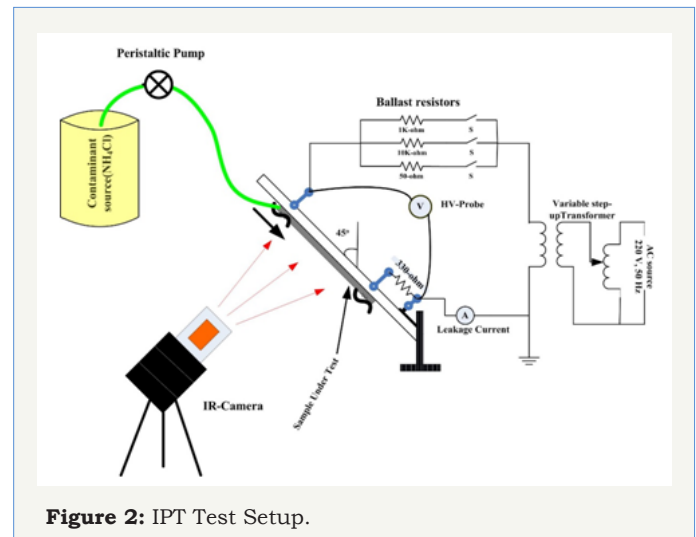 Peristaltic Pump
Contaminant
source(NH₄Cl)
Ballast resistors
1K-ohm
S
10K-ohm
S
50-ohm
S
V
HV-Probe
Variable step-
upTransformer
AC source
220 V, 50 Hz
45°
330-ohm
A
Leakage Current
Sample Under Test
IR-Camera
Figure 2: IPT Test Setup.